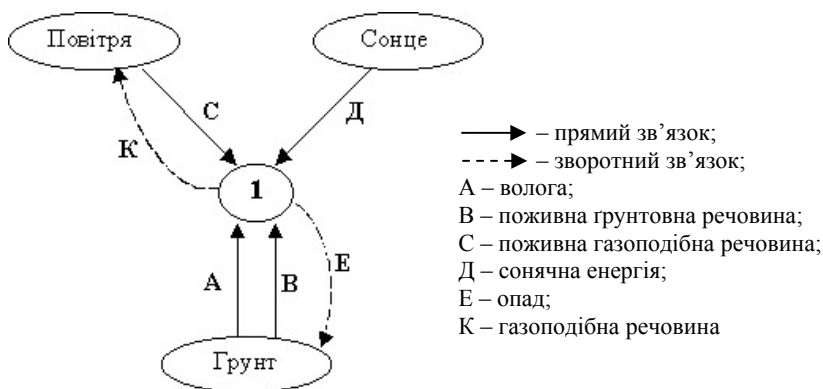 Повітря
Сонце
С
Д
К
1
А
В
Е
Грунт
– прямий зв’язок;
– зворотний зв’язок;
А – волога;
В – поживна ґрунтовна речовина;
С – поживна газоподібна речовина;
Д – сонячна енергія;
Е – опад;
К – газоподібна речовина